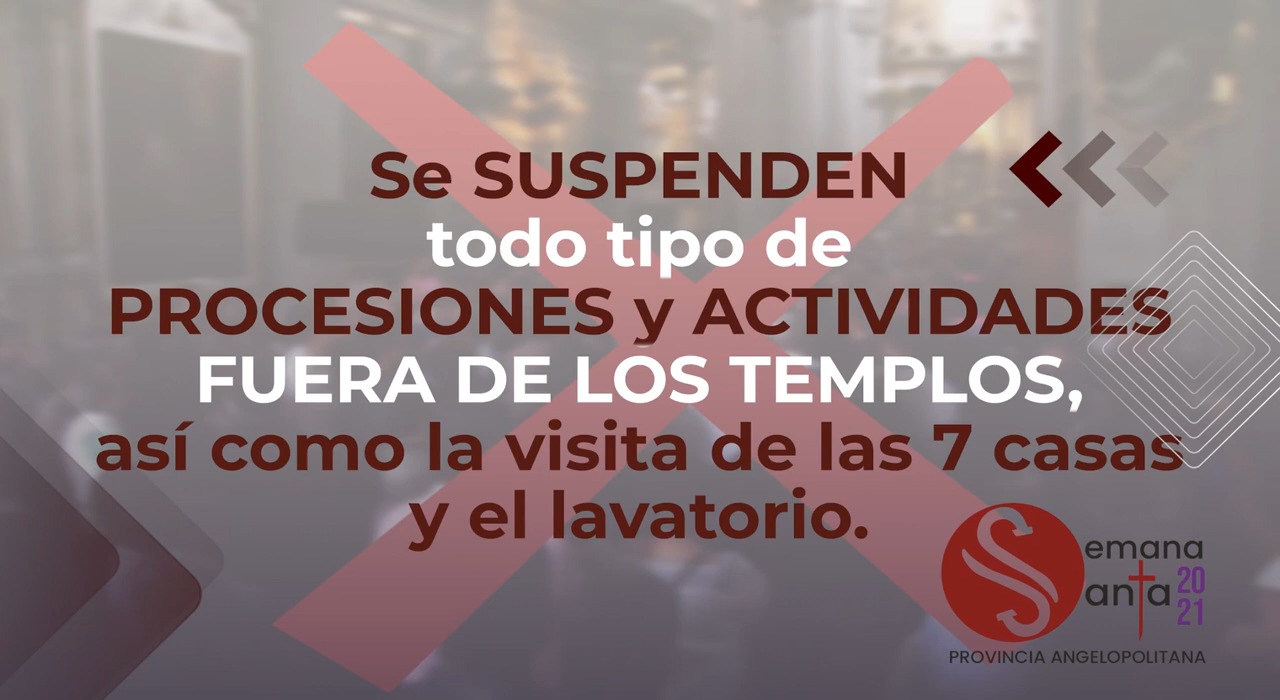 Se SUSPENDEN
todo tipo de
PROCESIONES y ACTIVIDADES
FUERA DE LOS TEMPLOS,
así como la visita de las 7 casas
y el lavatorio.
Semana
Santa 20
21
PROVINCIA ANGELOPOLITANA